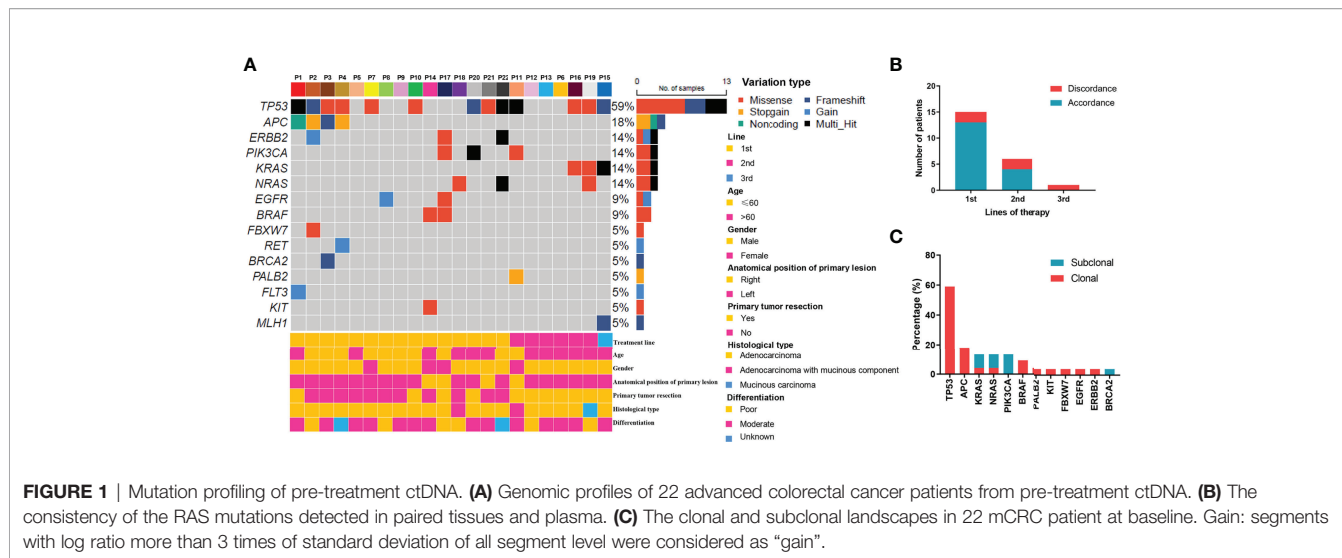 A
P1 P2 P3 P4 P5 P7 P8 P9 P10 P14 P17 P18 P20 P21 P22 P11 P12 P13 P6 P16 P19 P15
0 13
No. of samples
TP53 59%
APC 18%
ERBB2 14%
PIK3CA 14%
KRAS 14%
NRAS 14%
EGFR 9%
BRAF 9%
FBXW7 5%
RET 5%
BRCA2 5%
PALB2 5%
FLT3 5%
KIT 5%
MLH1 5%
Treatment line
Age
Gender
Anatomical position of primary lesion
Primary tumor resection
Histological type
Differentiation
Variation type
Missense Frameshift
Stopgain Gain
Noncoding Multi_Hit
Line
1st
2nd
3rd
Age
⩽60
>60
Gender
Male
Female
Anatomical position of primary lesion
Right
Left
Primary tumor resection
Yes
No
Histological type
Adenocarcinoma
Adenocarcinoma with mucinous component
Mucinous carcinoma
Differentiation
Poor
Moderate
Unknown
B
Discordance
Accordance
Number of patients
20
15
10
5
0
1st 2nd 3rd
Lines of therapy
C
Subclonal
Clonal
Percentage (%)
80
60
40
20
0
TP53 APC KRAS NRAS PIK3CA BRAF PALB2 KIT FBXW7 EGFR ERBB2 BRCA2
FIGURE 1 | Mutation profiling of pre-treatment ctDNA. (A) Genomic profiles of 22 advanced colorectal cancer patients from pre-treatment ctDNA. (B) The
consistency of the RAS mutations detected in paired tissues and plasma. (C) The clonal and subclonal landscapes in 22 mCRC patient at baseline. Gain: segments
with log ratio more than 3 times of standard deviation of all segment level were considered as “gain”.